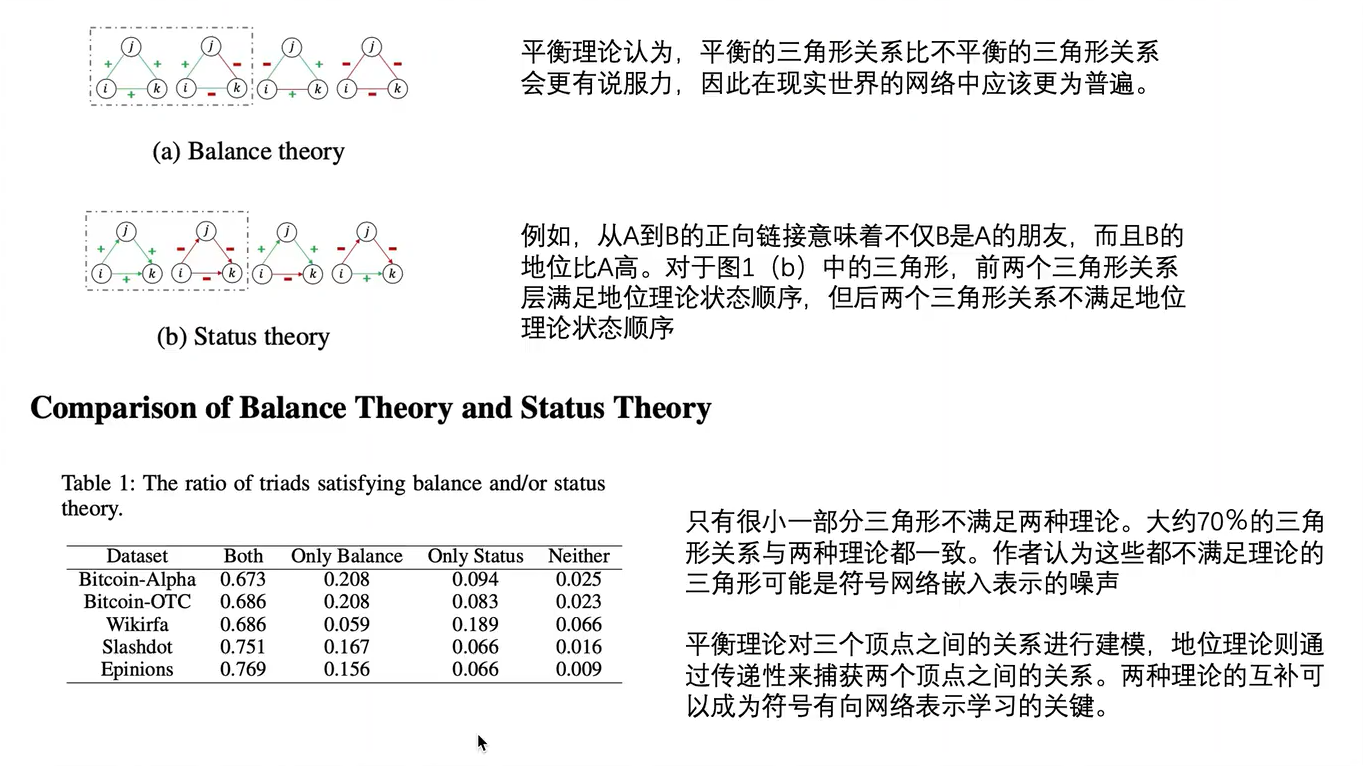 j j j j
+ + + - - + - -
i k i k i k i k
+ - + -
平衡理论认为，平衡的三角形关系比不平衡的三角形关系
会更有说服力，因此在现实世界的网络中应该更为普遍。
(a) Balance theory
j j j j
+ + - - + + - -
i k i k i k i k
+ - - +
例如，从A到B的正向链接意味着不仅B是A的朋友，而且B的
地位比A高。对于图1（b）中的三角形，前两个三角形关系
层满足地位理论状态顺序，但后两个三角形关系不满足地位
理论状态顺序
(b) Status theory
Comparison of Balance Theory and Status Theory
Table 1: The ratio of triads satisfying balance and/or status
theory.
Dataset Both Only Balance Only Status Neither
Bitcoin-Alpha 0.673 0.208 0.094 0.025
Bitcoin-OTC 0.686 0.208 0.083 0.023
Wikirfa 0.686 0.059 0.189 0.066
Slashdot 0.751 0.167 0.066 0.016
Epinions 0.769 0.156 0.066 0.009
只有很小一部分三角形不满足两种理论。大约70％的三角
形关系与两种理论都一致。作者认为这些都不满足理论的
三角形可能是符号网络嵌入表示的噪声
平衡理论对三个顶点之间的关系进行建模，地位理论则通
过传递性来捕获两个顶点之间的关系。两种理论的互补可
以成为符号有向网络表示学习的关键。